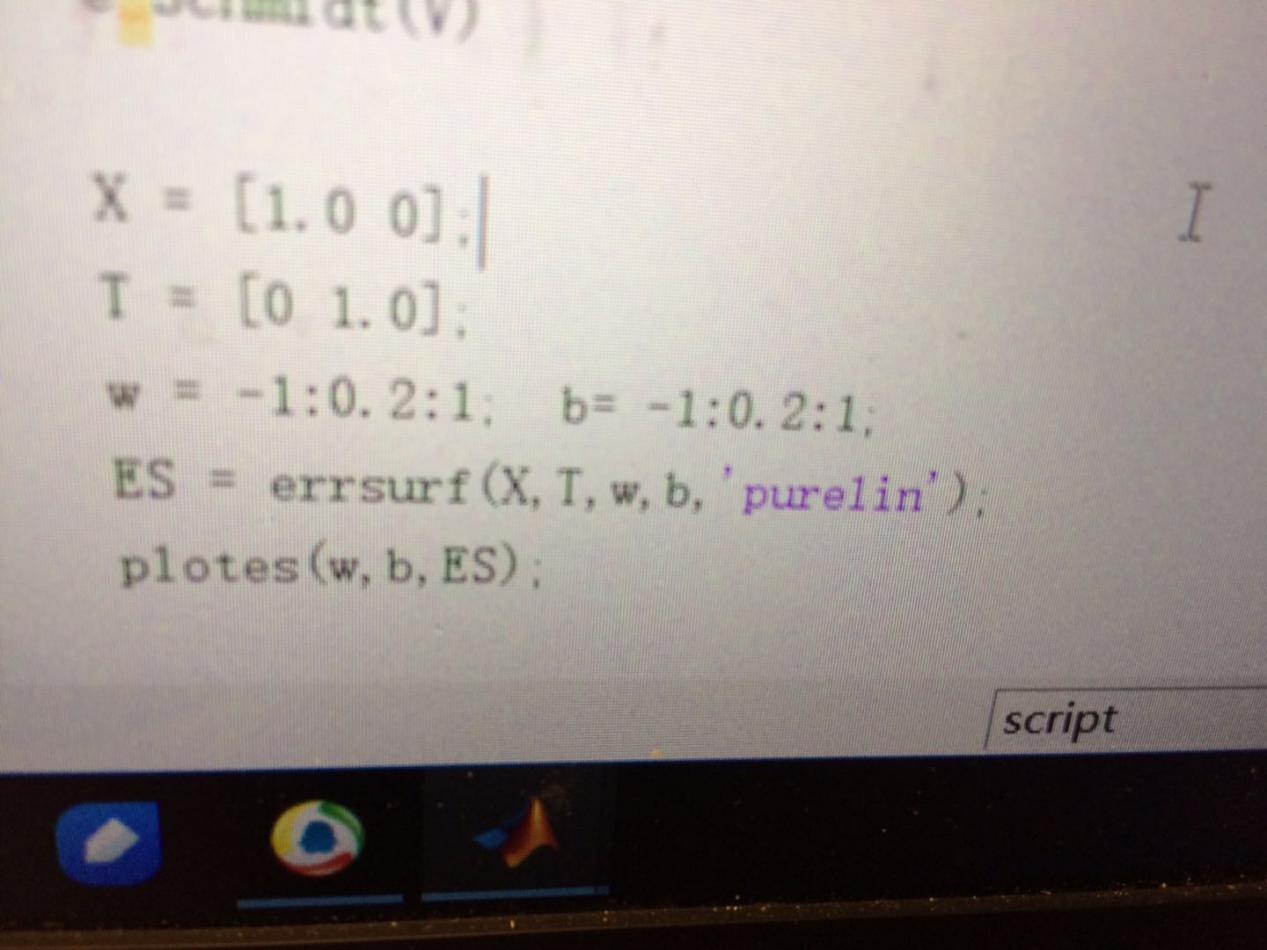 Schmidt(V)
X = [1.0 0];
T = [0 1.0];
w = -1:0.2:1; b= -1:0.2:1;
ES = errsurf(X,T,w,b,'purelin');
plotes(w,b,ES);
script